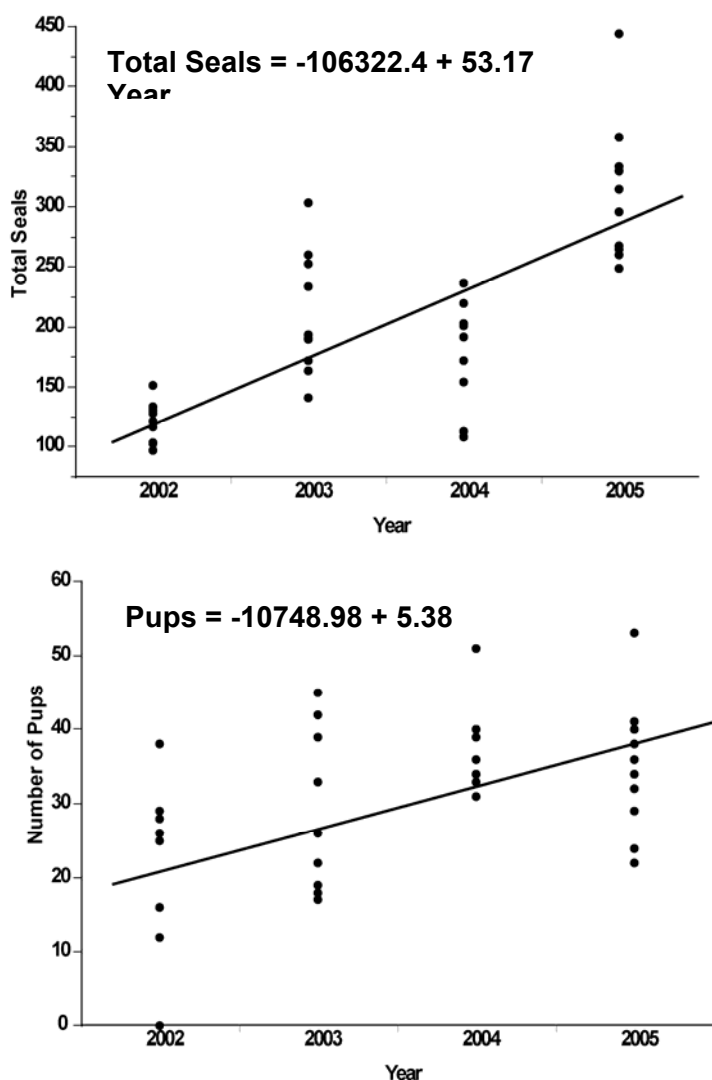 450
Total Seals = -106322.4 + 53.17
Year
400
350
300
250
200
150
100
Total Seals
2002 2003 2004 2005
Year
60
Pups = -10748.98 + 5.38
50
40
30
20
10
0
Number of Pups
2002 2003 2004 2005
Year